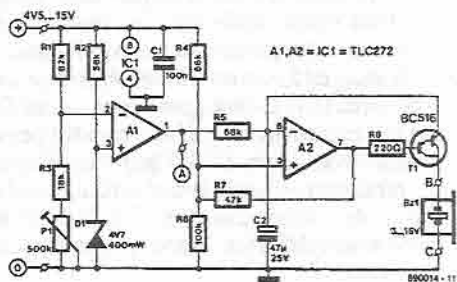 4V5...15V
R1
82k
R2
56k
8
IC1
4
C1
100n
R4
68k
A1,A2 = IC1 = TLC272
2
3
A1
1
A
R5
68k
6
5
A2
7
R8
220Ω
BC516
T1
R3
18k
R7
47k
P1
500k
D1
4V7
400mW
R6
100k
C2
47µ
25V
B
Bz1
3...15V
C
0
890014 - 11